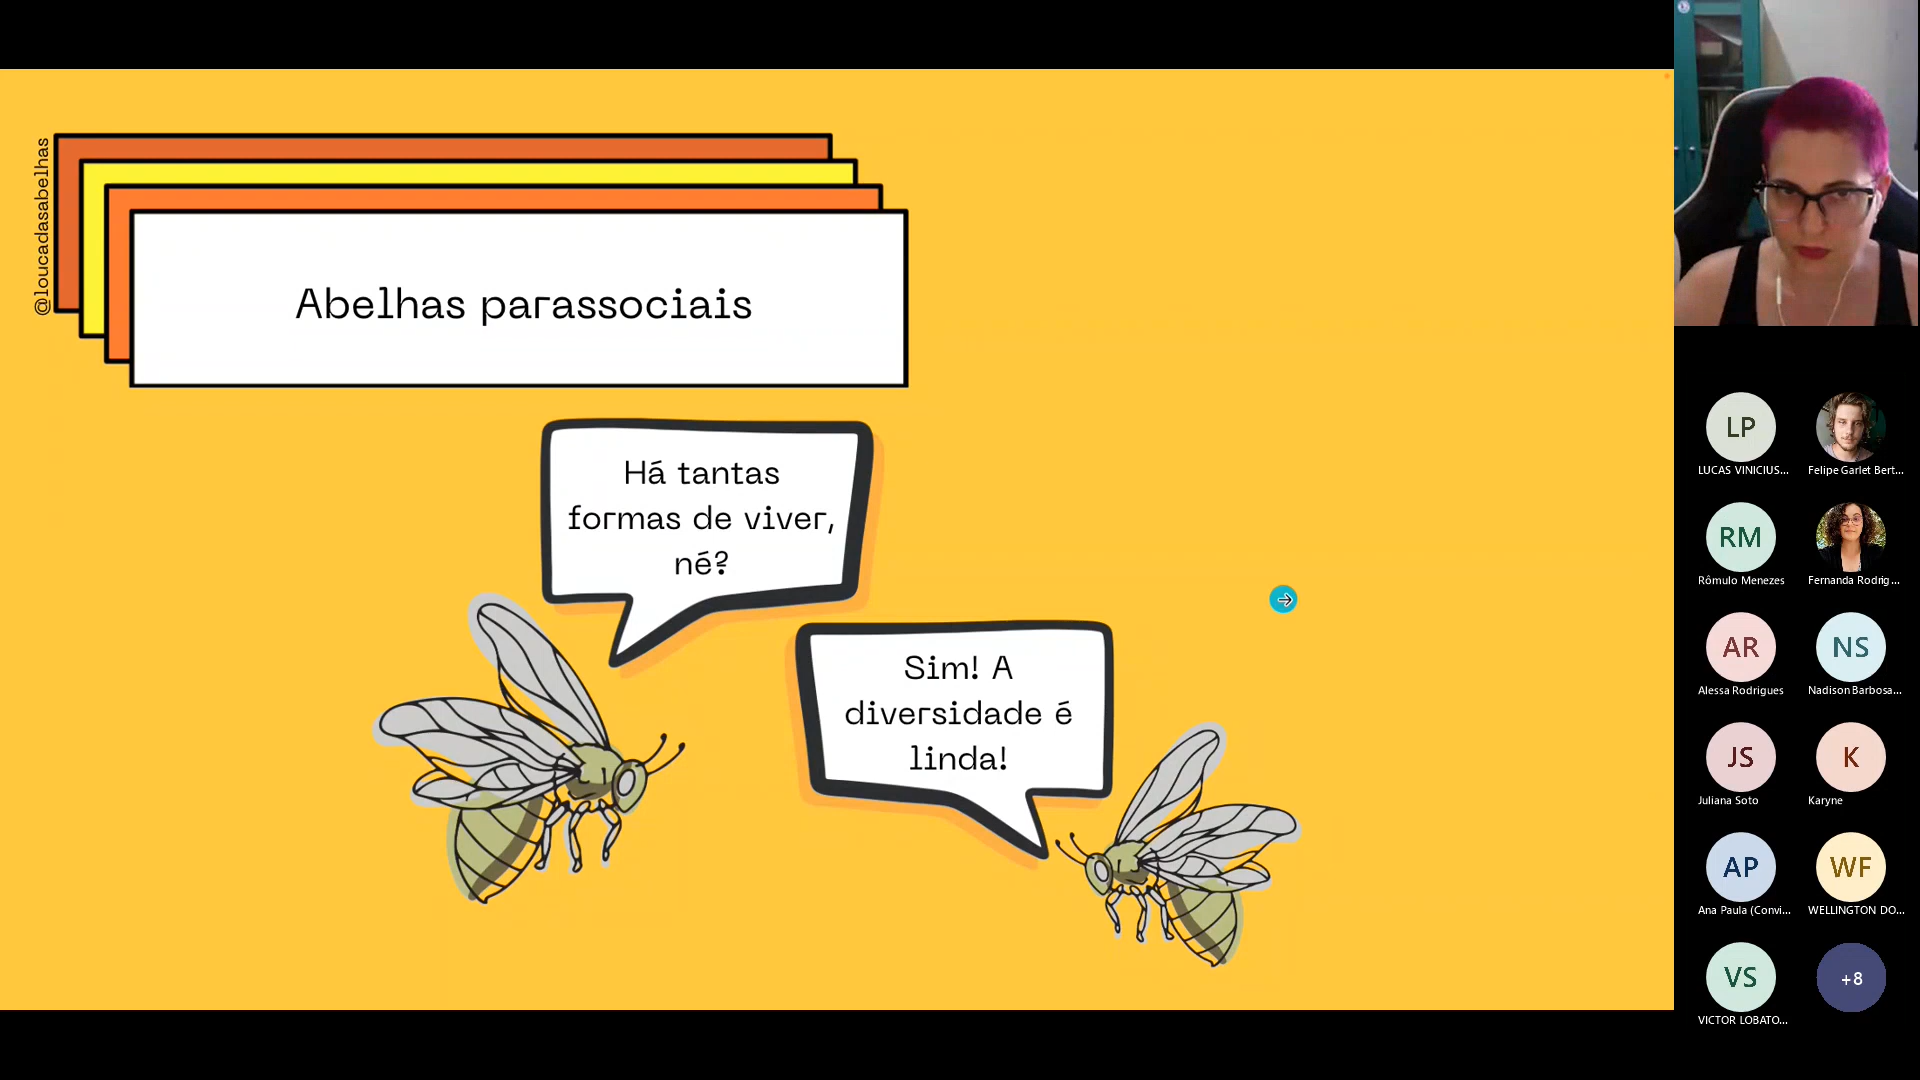 @loucadasabelhas
Abelhas parassociais
Há tantas
formas de viver,
né?
Sim! A
diversidade é
linda!
LP
LUCAS VINICIUS...
Felipe Garlet Bert...
RM
Rômulo Menezes
Fernanda Rodrig...
AR
Alessa Rodrigues
NS
Nadison Barbosa...
JS
Juliana Soto
K
Karyne
AP
Ana Paula (Convi...
WF
WELLINGTON DO...
VS
VICTOR LOBATO...
+8